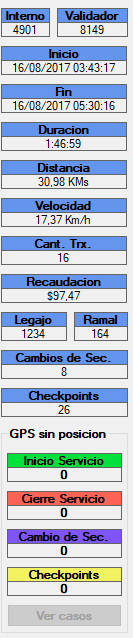 Interno Validador
4901 8149
Inicio
16/08/2017 03:43:17
Fin
16/08/2017 05:30:16
Duracion
1:46:59
Distancia
30,98 KMs
Velocidad
17,37 Km/h
Cant. Trx.
16
Recaudacion
$97,47
Legajo Ramal
1234 164
Cambios de Sec.
8
Checkpoints
26
GPS sin posicion
Inicio Servicio
0
Cierre Servicio
0
Cambio de Sec.
0
Checkpoints
0
Ver casos